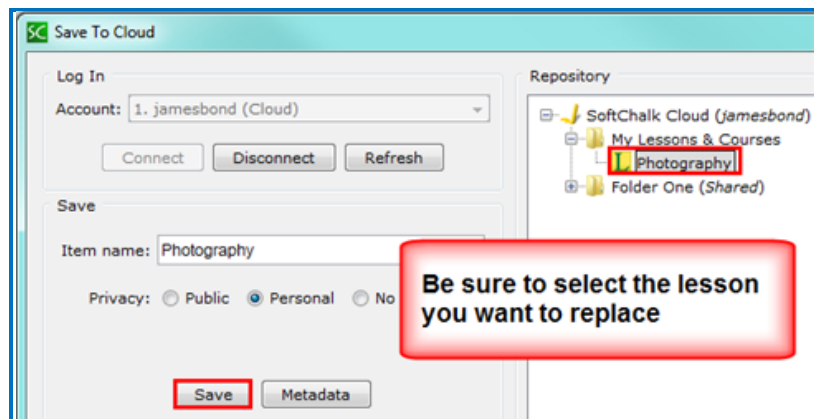 SC Save To Cloud
Log In
Account: 1. jamesbond (Cloud)
Connect Disconnect Refresh
Save
Item name: Photography
Privacy: Public Personal No
Save Metadata
Repository
SoftChalk Cloud (jamesbond)
My Lessons & Courses
L Photography
Folder One (Shared)
Be sure to select the lesson
you want to replace